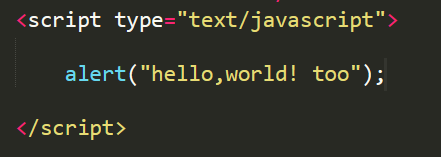 <script type="text/javascript">
alert("hello,world! too");
</script>